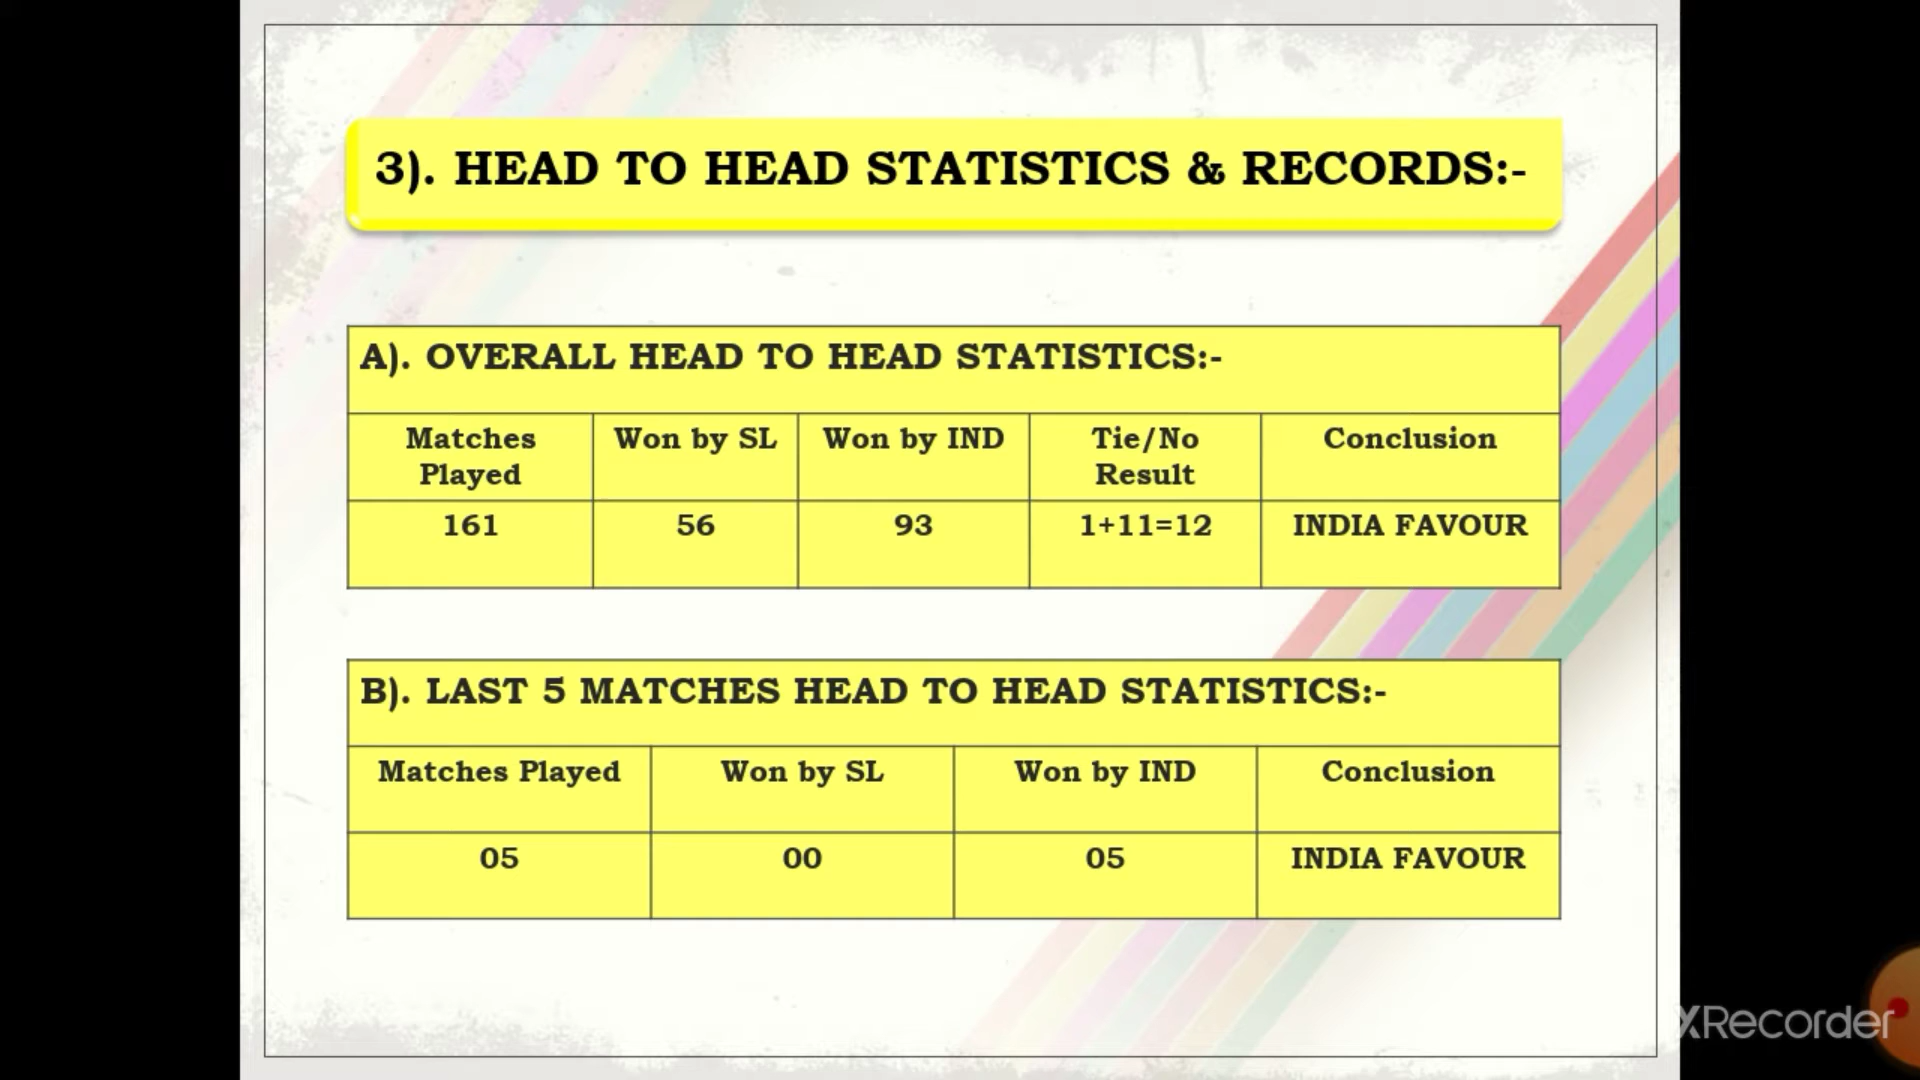 3). HEAD TO HEAD STATISTICS & RECORDS:-
A). OVERALL HEAD TO HEAD STATISTICS:-
Matches Played Won by SL Won by IND Tie/No Result Conclusion
161 56 93 1+11=12 INDIA FAVOUR
B). LAST 5 MATCHES HEAD TO HEAD STATISTICS:-
Matches Played Won by SL Won by IND Conclusion
05 00 05 INDIA FAVOUR
XRecorder